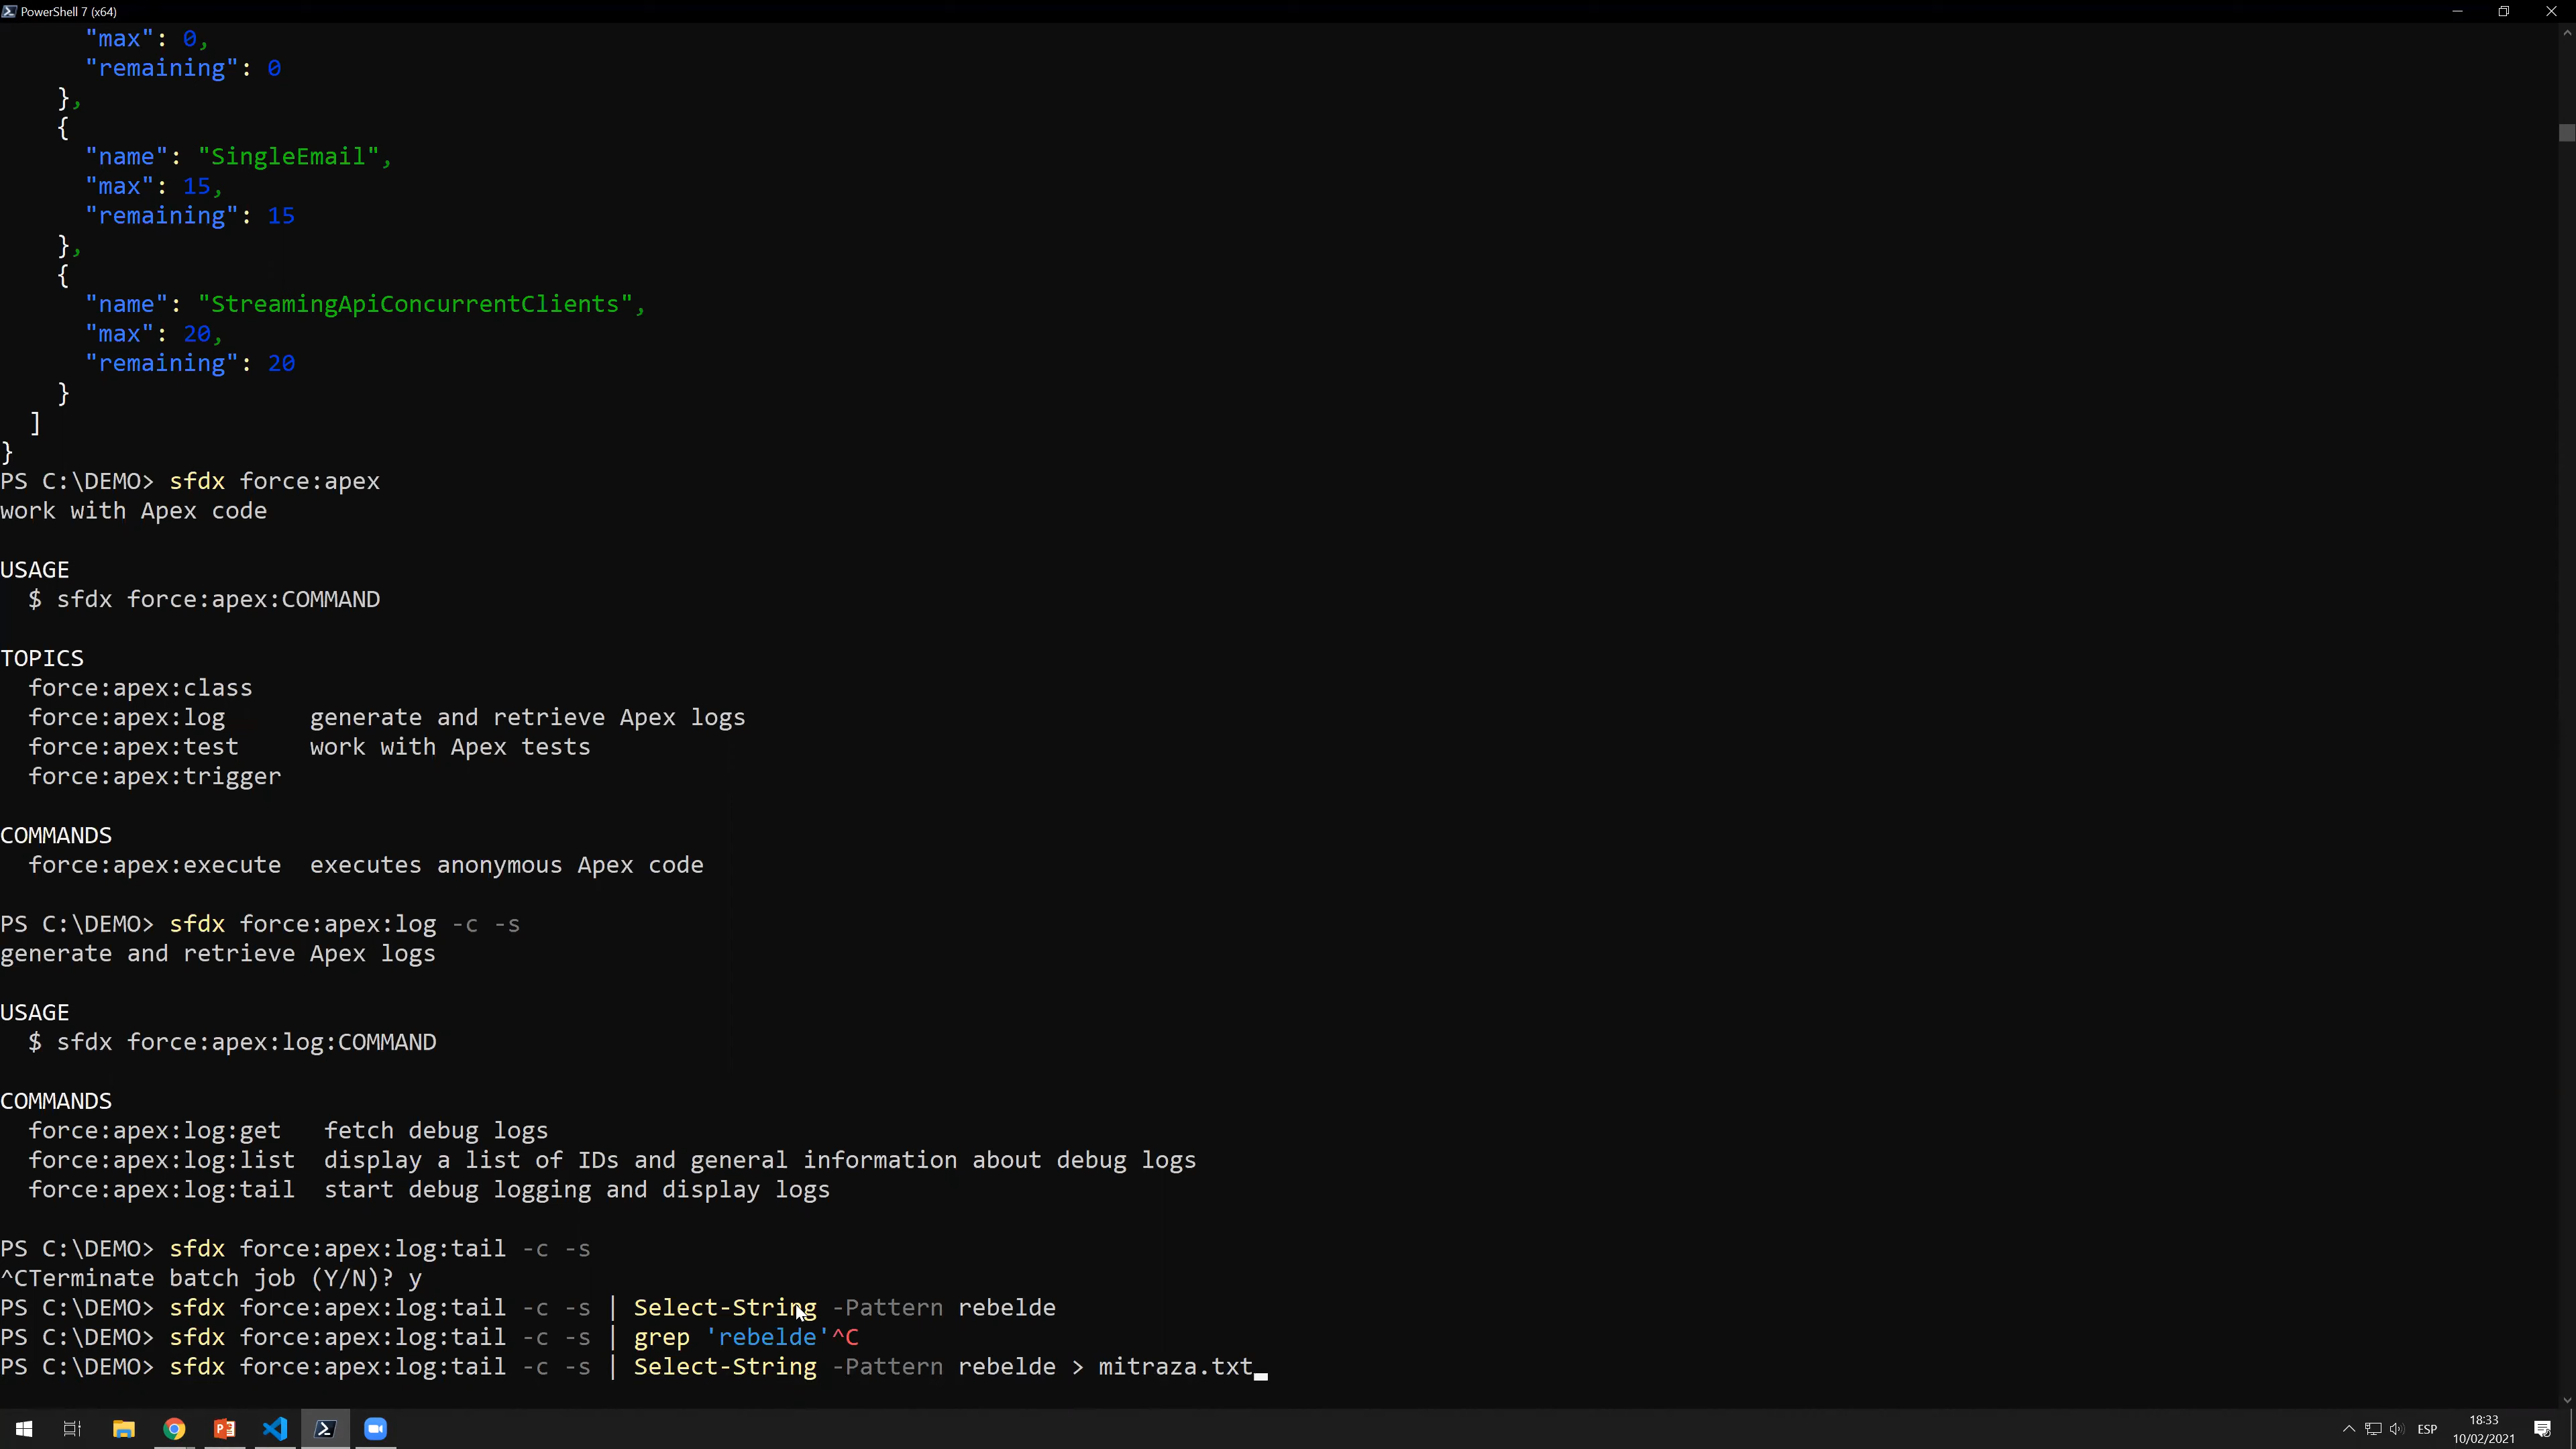 PowerShell 7 (x64)
"max": 0,
"remaining": 0
},
{
"name": "SingleEmail",
"max": 15,
"remaining": 15
},
{
"name": "StreamingApiConcurrentClients",
"max": 20,
"remaining": 20
}
]
}
PS C:\DEMO> sfdx force:apex
work with Apex code
USAGE
$ sfdx force:apex:COMMAND
TOPICS
force:apex:class
force:apex:log generate and retrieve Apex logs
force:apex:test work with Apex tests
force:apex:trigger
COMMANDS
force:apex:execute executes anonymous Apex code
PS C:\DEMO> sfdx force:apex:log -c -s
generate and retrieve Apex logs
USAGE
$ sfdx force:apex:log:COMMAND
COMMANDS
force:apex:log:get fetch debug logs
force:apex:log:list display a list of IDs and general information about debug logs
force:apex:log:tail start debug logging and display logs
PS C:\DEMO> sfdx force:apex:log:tail -c -s
^CTerminate batch job (Y/N)? y
PS C:\DEMO> sfdx force:apex:log:tail -c -s | Select-String -Pattern rebelde
PS C:\DEMO> sfdx force:apex:log:tail -c -s | grep 'rebelde'^C
PS C:\DEMO> sfdx force:apex:log:tail -c -s | Select-String -Pattern rebelde > mitraza.txt
ESP
18:33
10/02/2021